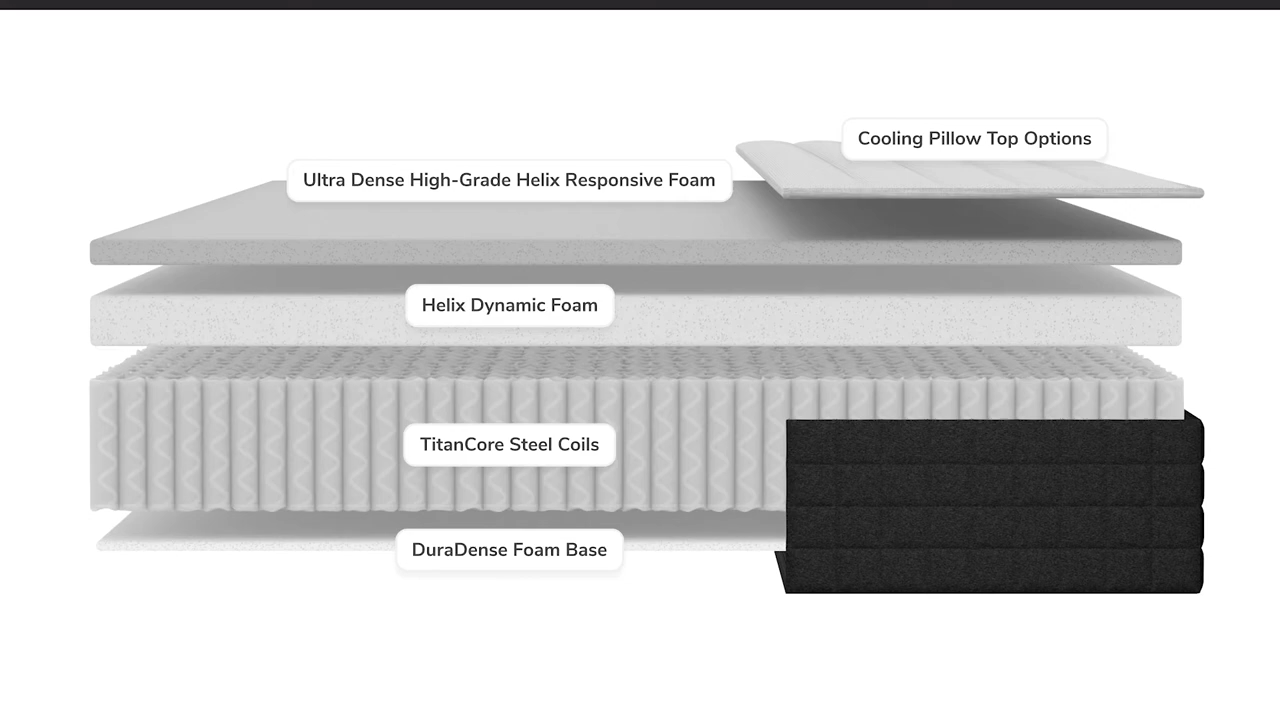 Cooling Pillow Top Options
Ultra Dense High-Grade Helix Responsive Foam
Helix Dynamic Foam
TitanCore Steel Coils
DuraDense Foam Base